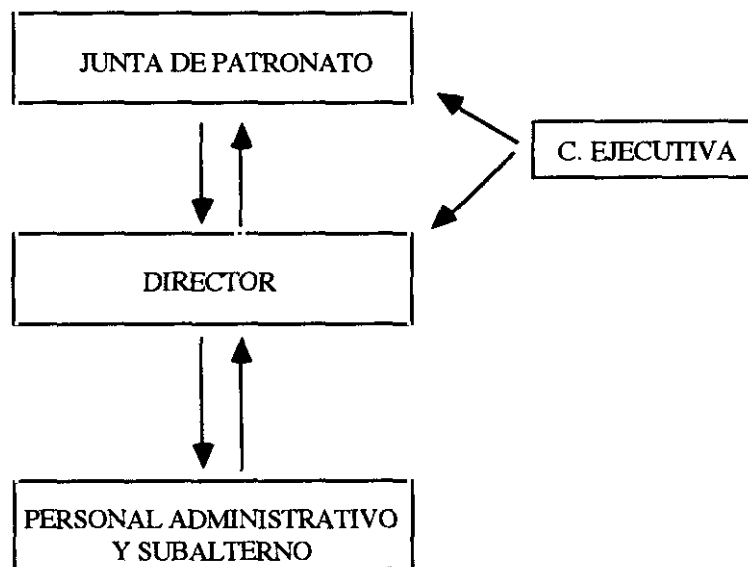 JUNTA DE PATRONATO
C. EJECUTIVA
DIRECTOR
PERSONAL ADMINISTRATIVO
Y SUBALTERNO